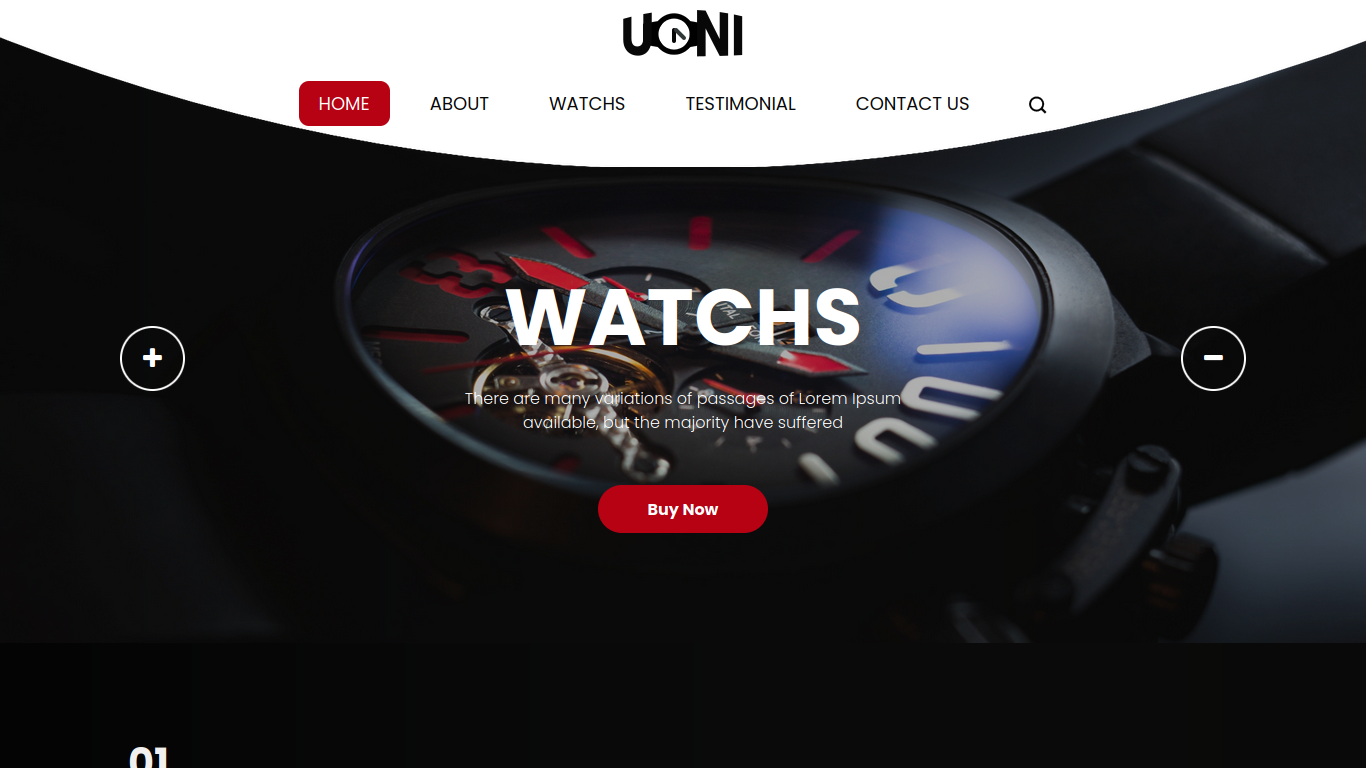 UONI
HOME
ABOUT
WATCHS
TESTIMONIAL
CONTACT US
WATCHS
There are many variations of passages of Lorem Ipsum
available, but the majority have suffered
Buy Now
01